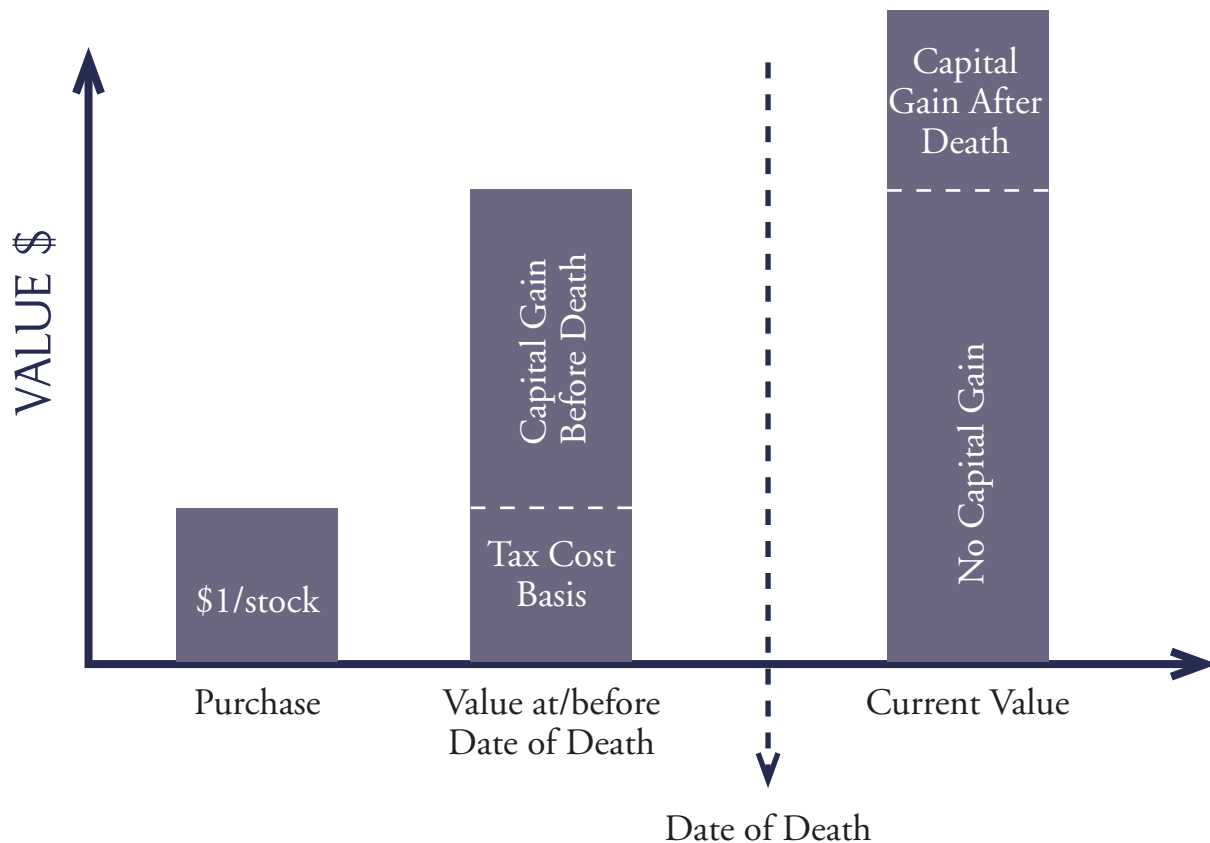 VALUE $
$1/stock
Purchase
Capital Gain
Before Death
Tax Cost
Basis
Value at/before
Date of Death
Date of Death
Capital
Gain After
Death
No Capital Gain
Current Value